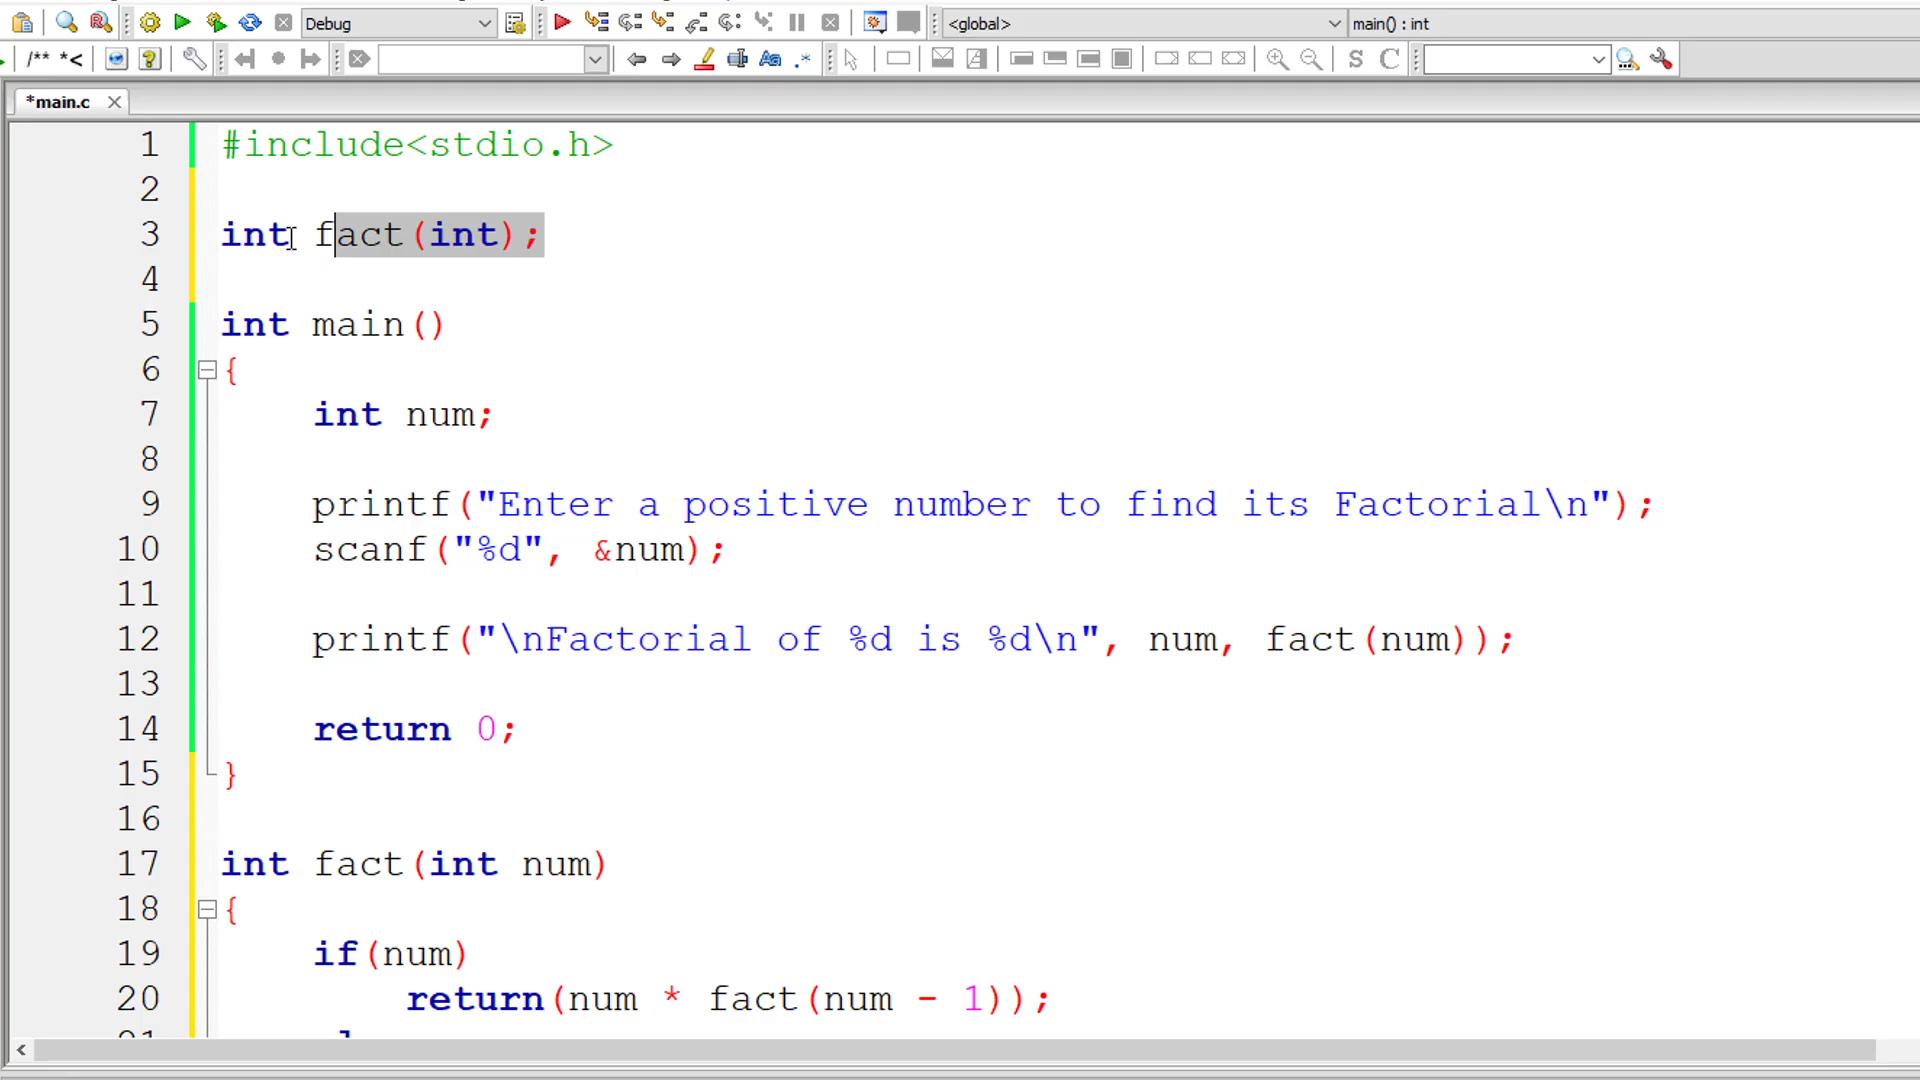 Debug
<global>
main() : int
/** *<
Aa
.*
S
C
*main.c
1 #include<stdio.h>
2
3 int fact(int);
4
5 int main()
6 {
7 int num;
8
9 printf("Enter a positive number to find its Factorial\n");
10 scanf("%d", &num);
11
12 printf("\nFactorial of %d is %d\n", num, fact(num));
13
14 return 0;
15 }
16
17 int fact(int num)
18 {
19 if(num)
20 return(num * fact(num - 1));